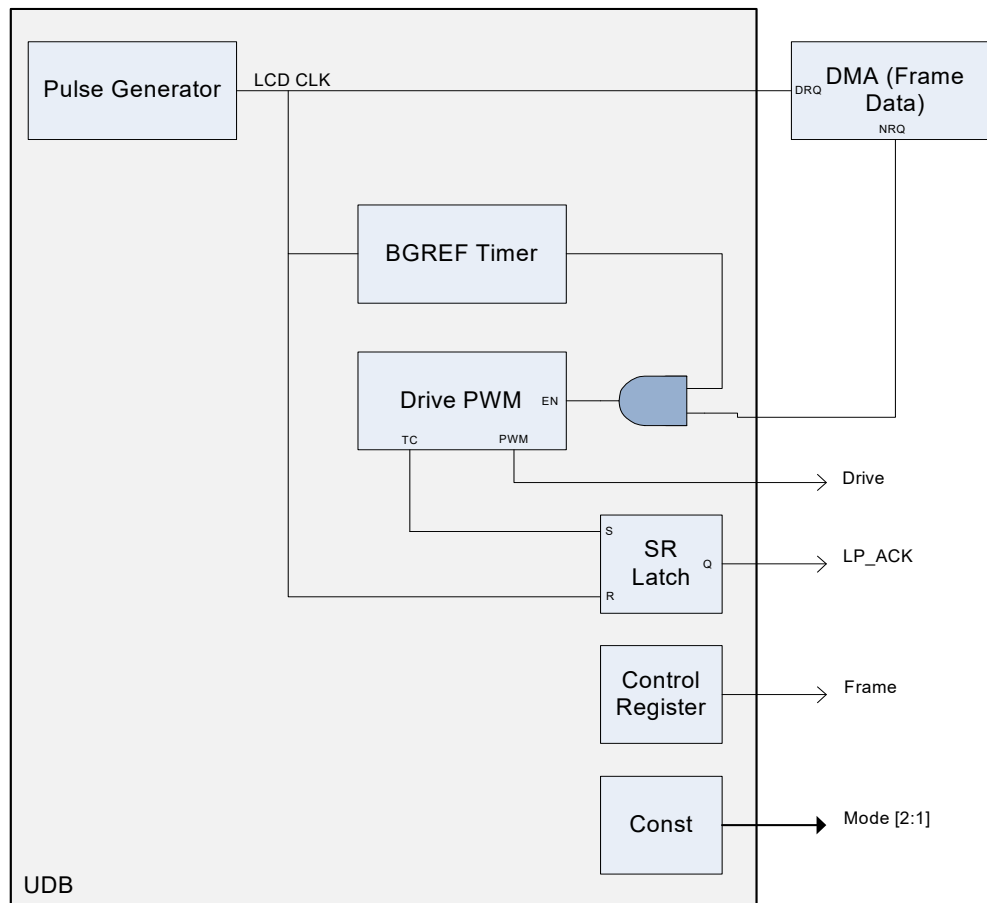 Pulse Generator
LCD CLK
DRQ
DMA (Frame
Data)
NRQ
BGREF Timer
Drive PWM
EN
TC
PWM
Drive
S
SR
Latch
Q
R
LP_ACK
Control
Register
Frame
Const
Mode [2:1]
UDB